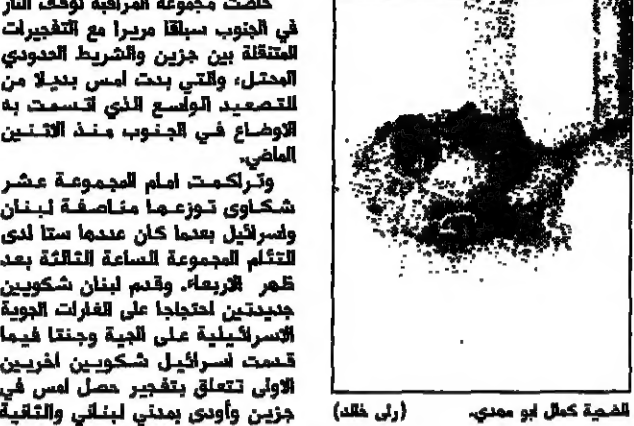 خاضت مجموعة المراقبة لوقف النار
في الجنوب سباقا مريرا مع التفجيرات
المتنقلة بين جزين والشريط الحدودي
المحتل، والتي بدت امس بديلا من
التصعيد الواسع الذي اتسمت به
الاوضاع في الجنوب منذ الاثنين
الماضي.
وتراكمت امام المجموعة عشر
شكاوى توزعها مناصفة لبنان
واسرائيل بعدما كان عددها ستا لدى
التئام المجموعة الساعة الثالثة بعد
ظهر الاربعاء. وقدم لبنان شكويين
جديدتين احتجاجا على الغارات الجوية
الاسرائيلية على الجية وجنتا فيما
قدمت اسرائيل شكويين اخريين
الاولى تتعلق بتفجير حصل امس في
جزين وأودى بمدني لبناني والثانية
الضحية كمال ابو مهدي. (رلى خالد)